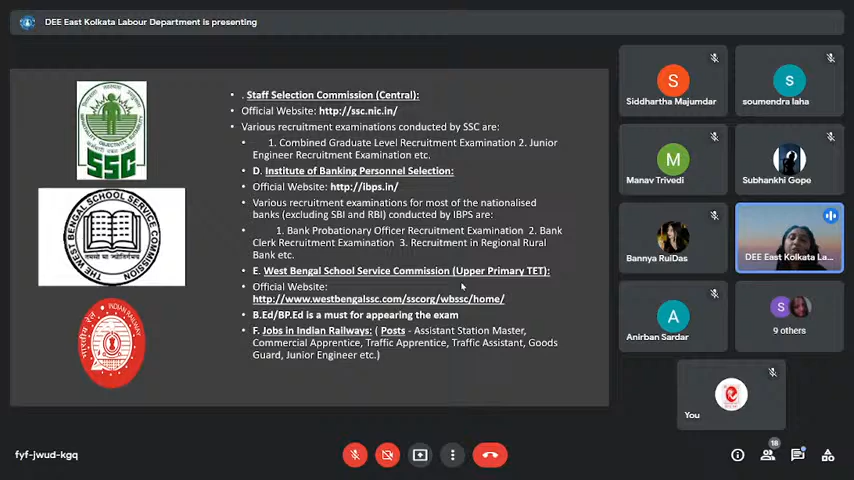 DEE East Kolkata Labour Department is presenting
. Staff Selection Commission (Central):
Official Website: http://ssc.nic.in/
Various recruitment examinations conducted by SSC are:
1. Combined Graduate Level Recruitment Examination 2. Junior
Engineer Recruitment Examination etc.
D. Institute of Banking Personnel Selection:
Official Website: http://ibps.in/
Various recruitment examinations for most of the nationalised
banks (excluding SBI and RBI) conducted by IBPS are:
1. Bank Probationary Officer Recruitment Examination 2. Bank
Clerk Recruitment Examination 3. Recruitment in Regional Rural
Bank etc.
E. West Bengal School Service Commission (Upper Primary TET):
Official Website:
http://www.westbengalssc.com/sscorg/wbssc/home/
B.Ed/BP.Ed is a must for appearing the exam
F. Jobs in Indian Railways: ( Posts - Assistant Station Master,
Commercial Apprentice, Traffic Apprentice, Traffic Assistant, Goods
Guard, Junior Engineer etc.)
SSC
THE WEST BENGAL SCHOOL SERVICE COMMISSION
INDIAN RAILWAY
भारतीय रेल
S
Siddhartha Majumdar
s
soumendra laha
M
Manav Trivedi
Subhankhi Gope
Bannya RuiDas
DEE East Kolkata La...
A
Anirban Sardar
S
9 others
You
fyf-jwud-kgq
18